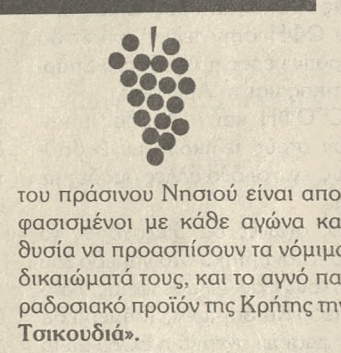 του πράσινου Νησιού είναι απο
φασισμένοι με κάθε αγώνα κα
θυσία να προασπίσουν τα νόμιμα
δικαιώματά τους, και το αγνό πα
ραδοσιακό προϊόν της Κρήτης την
Τσικουδιά».